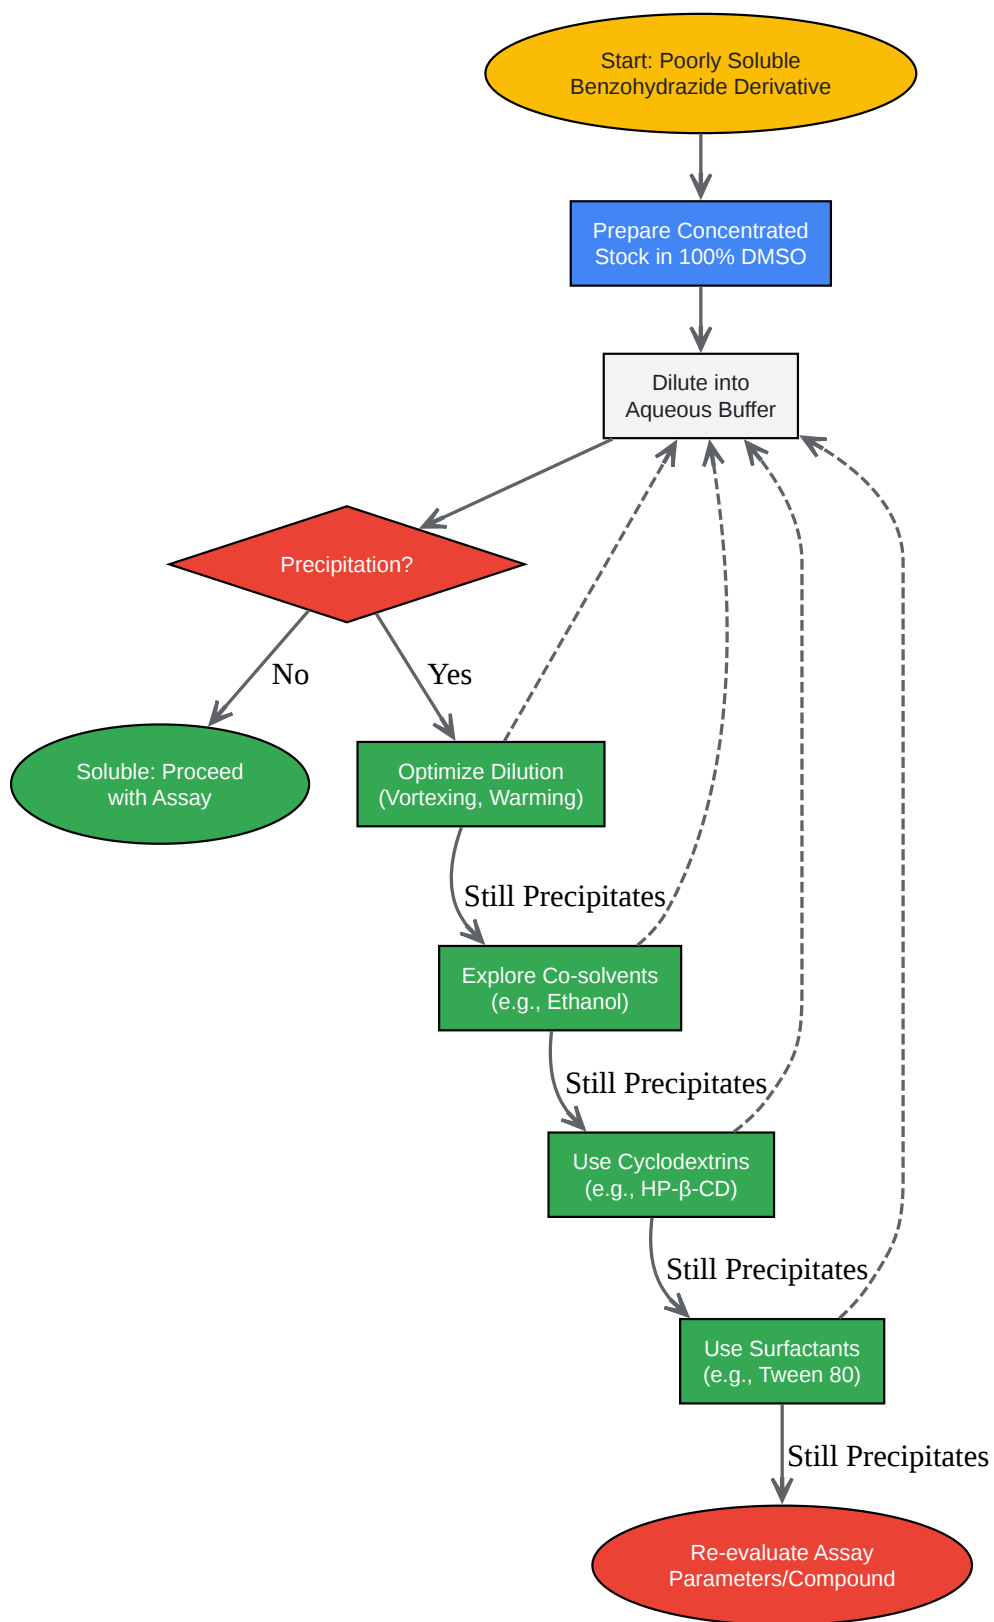 Start: Poorly Soluble
Benzohydrazide Derivative
Prepare Concentrated
Stock in 100% DMSO
Dilute into
Aqueous Buffer
Precipitation?
No
Yes
Soluble: Proceed
with Assay
Optimize Dilution
(Vortexing, Warming)
Still Precipitates
Explore Co-solvents
(e.g., Ethanol)
Still Precipitates
Use Cyclodextrins
(e.g., HP-β-CD)
Still Precipitates
Use Surfactants
(e.g., Tween 80)
Still Precipitates
Re-evaluate Assay
Parameters/Compound